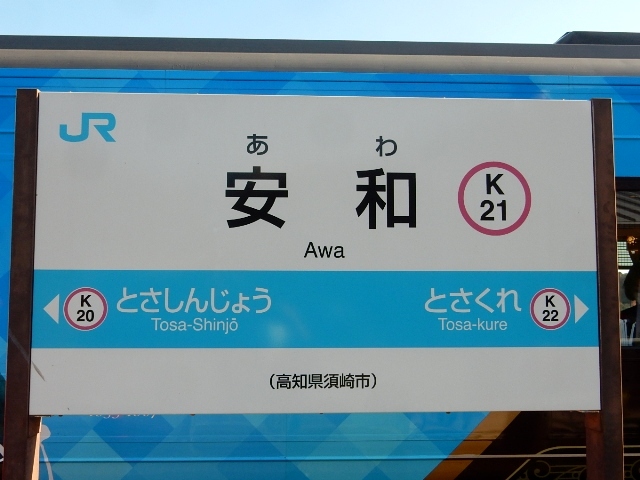 JR
あ わ
安 和
Awa
K
21
K
20
とさしんじょう
Tosa-Shinjō
とさくれ
Tosa-kure
K
22
（高知県須崎市）